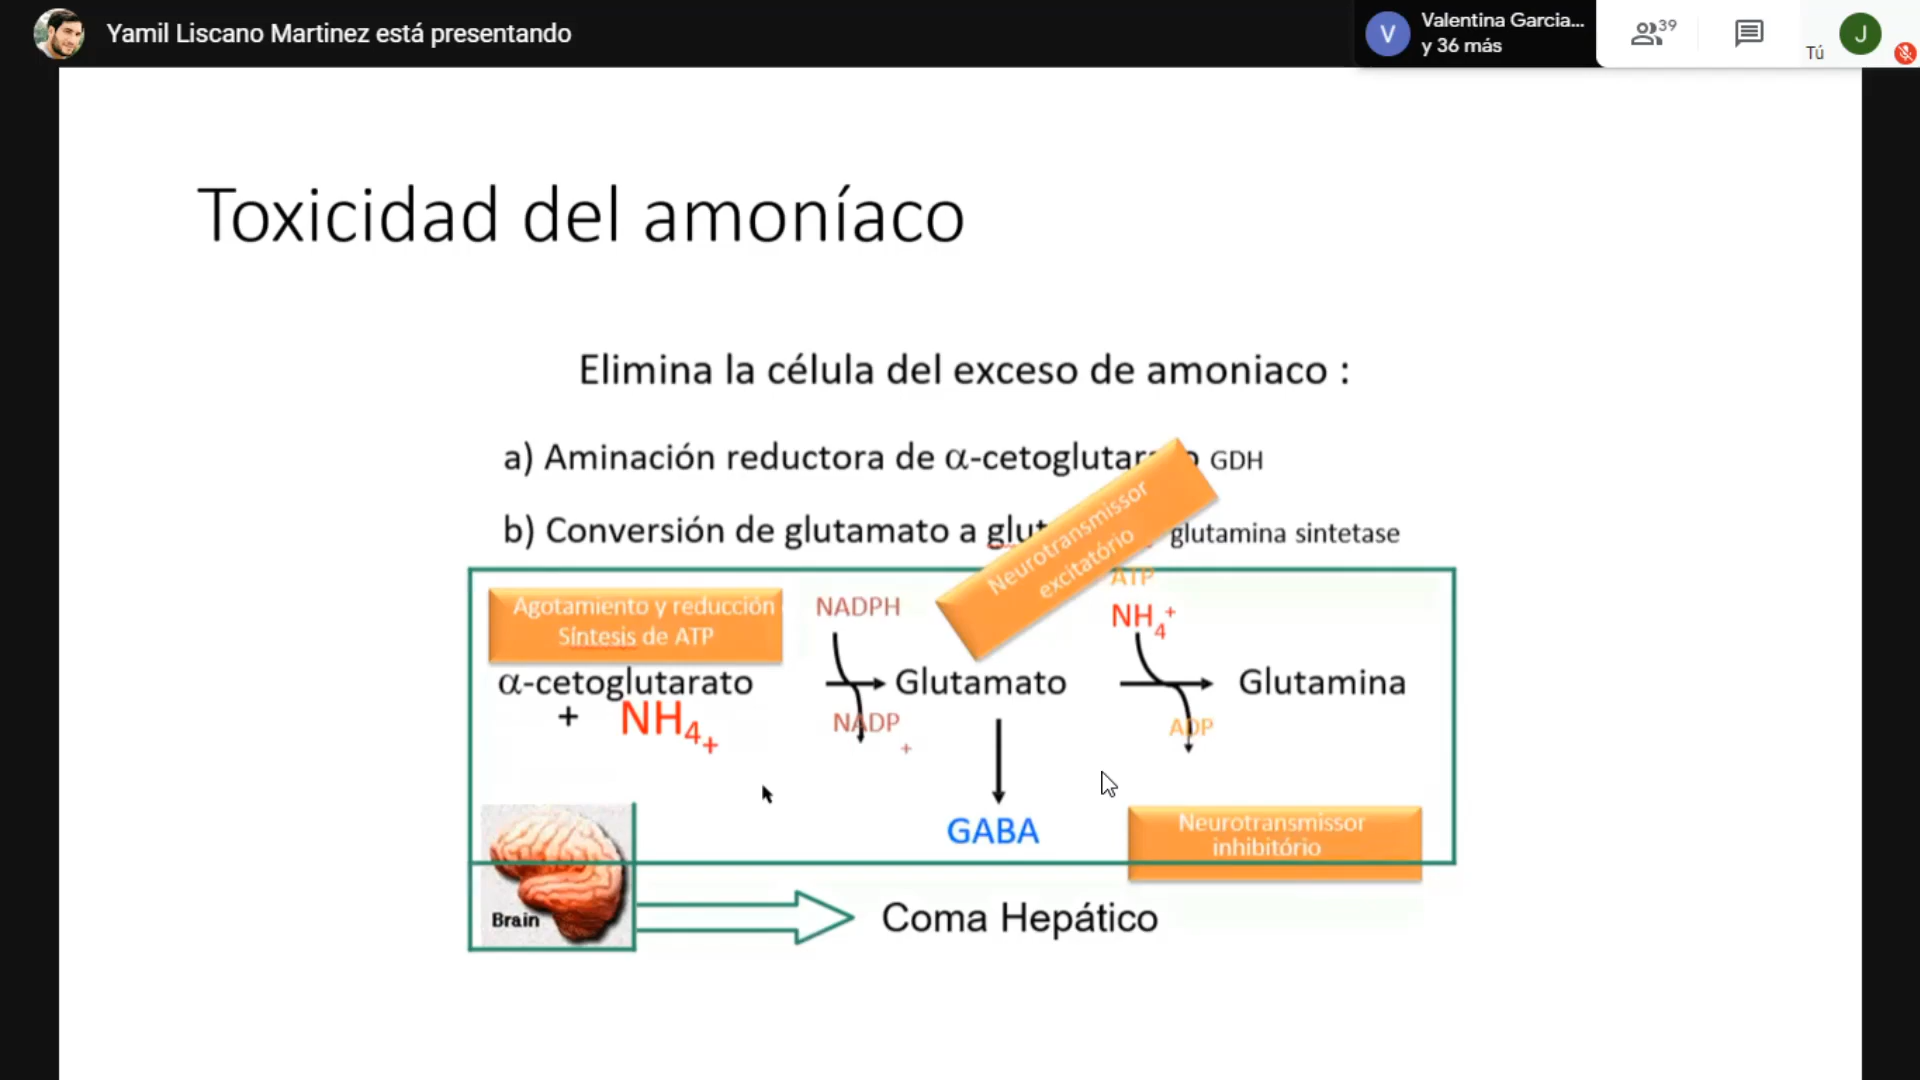 Yamil Liscano Martinez está presentando
V
Valentina Garcia...
y 36 más
39
Tú
J
Toxicidad del amoníaco
Elimina la célula del exceso de amoniaco :
a) Aminación reductora de α-cetoglutar o GDH
b) Conversión de glutamato a glut glutamina sintetase
Neurotransmissor
excitatório
Agotamiento y reducción
Síntesis de ATP
NADPH
ATP
NH4+
α-cetoglutarato
Glutamato
Glutamina
+ NH4+
NADP
+
ADP
GABA
Neurotransmissor
inhibitório
Brain
Coma Hepático